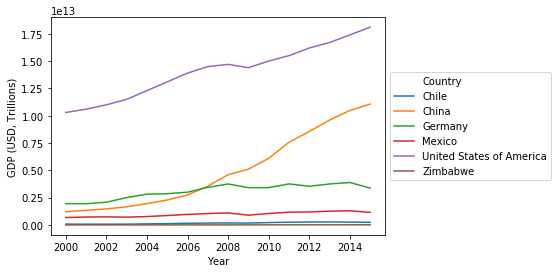 1e13
1.75
1.50
1.25
1.00
0.75
0.50
0.25
0.00
GDP (USD, Trillions)
2000 2002 2004 2006 2008 2010 2012 2014
Year
Country
Chile
China
Germany
Mexico
United States of America
Zimbabwe